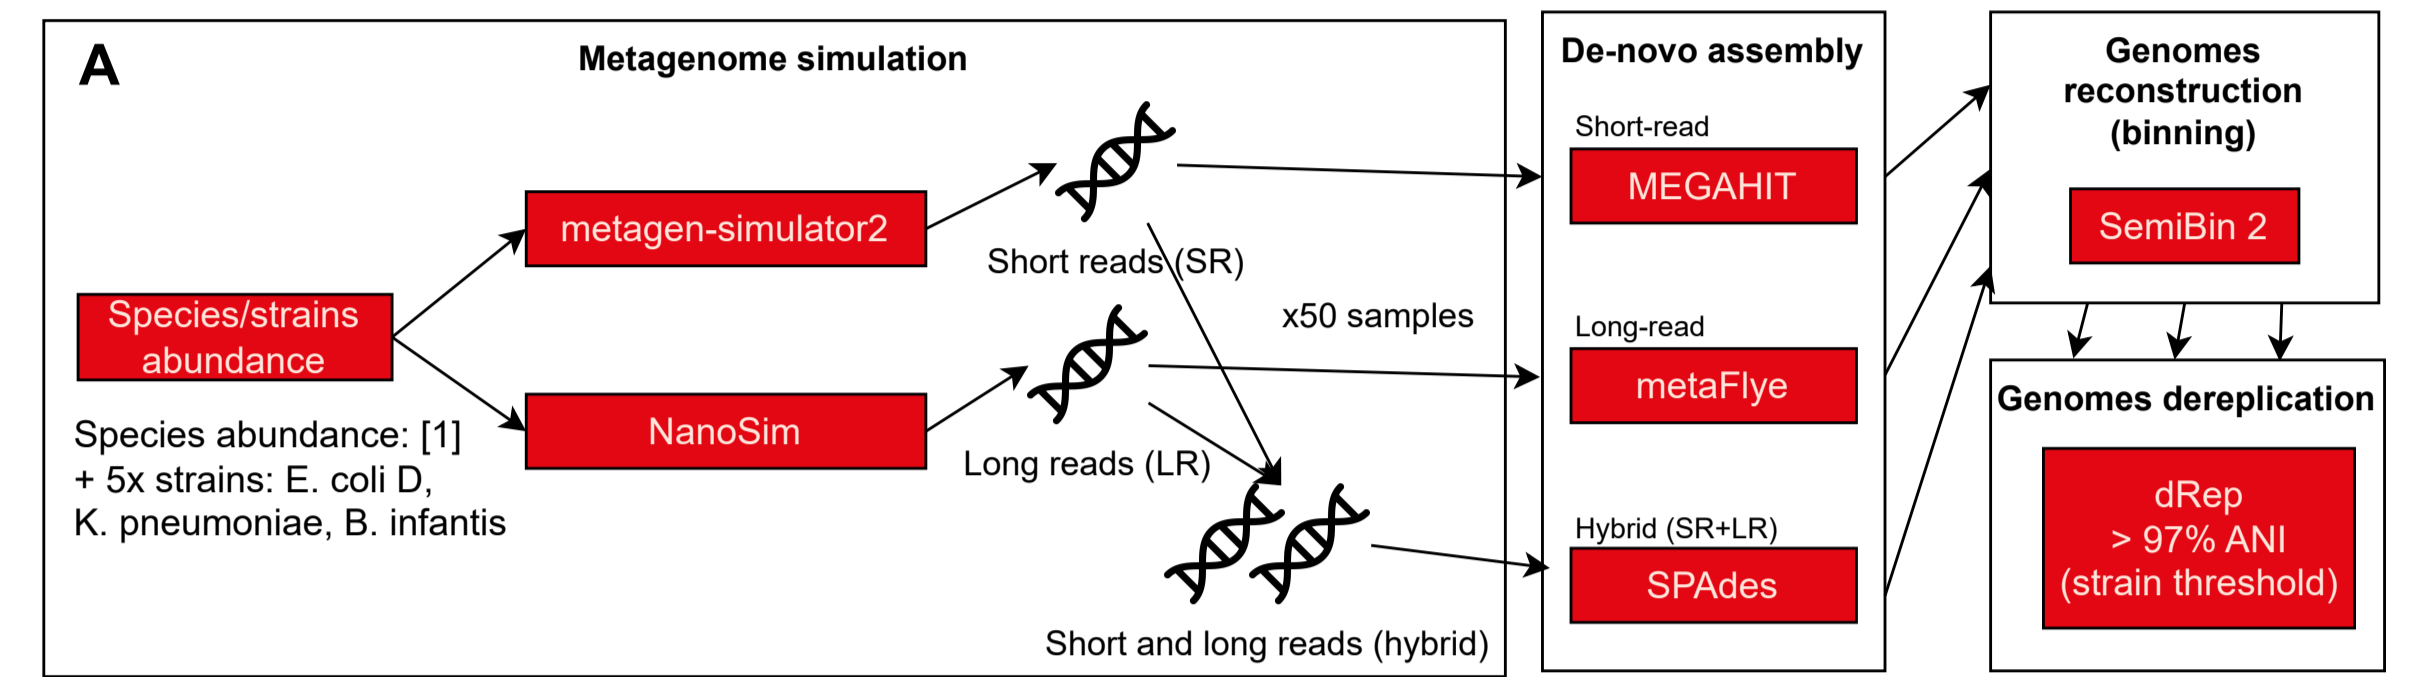 A
Metagenome simulation
Species/strains
abundance
Species abundance: [1]
+ 5x strains: E. coli D,
K. pneumoniae, B. infantis
metagen-simulator2
NanoSim
Short reads (SR)
Long reads (LR)
x50 samples
Short and long reads (hybrid)
De-novo assembly
Short-read
MEGAHIT
Long-read
metaFlye
Hybrid (SR+LR)
SPAdes
Genomes
reconstruction
(binning)
SemiBin 2
Genomes dereplication
dRep
> 97% ANI
(strain threshold)